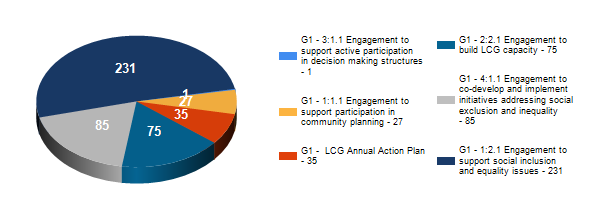 231
1
27
35
75
85
G1 - 3:1.1 Engagement to
support active participation
in decision making structures
- 1
G1 - 1:1.1 Engagement to
support participation in
community planning - 27
G1 -  LCG Annual Action Plan
- 35
G1 - 2:2.1 Engagement to
build LCG capacity - 75
G1 - 4:1.1 Engagement to
co-develop and implement
initiatives addressing social
exclusion and inequality
- 85
G1 - 1:2.1 Engagement to
support social inclusion
and equality issues - 231